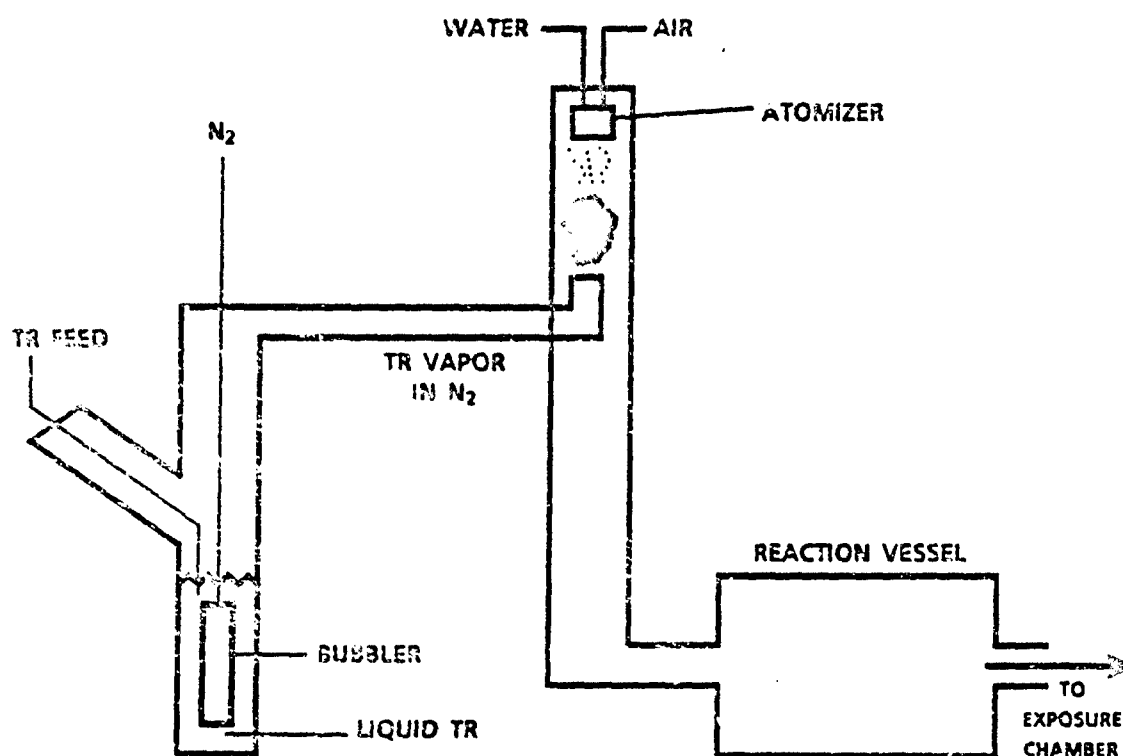 WATER
AIR
ATOMIZER
N₂
TR FEED
TR VAPOR
IN N₂
REACTION VESSEL
BUBBLER
LIQUID TR
TO
EXPOSURE
CHAMBER